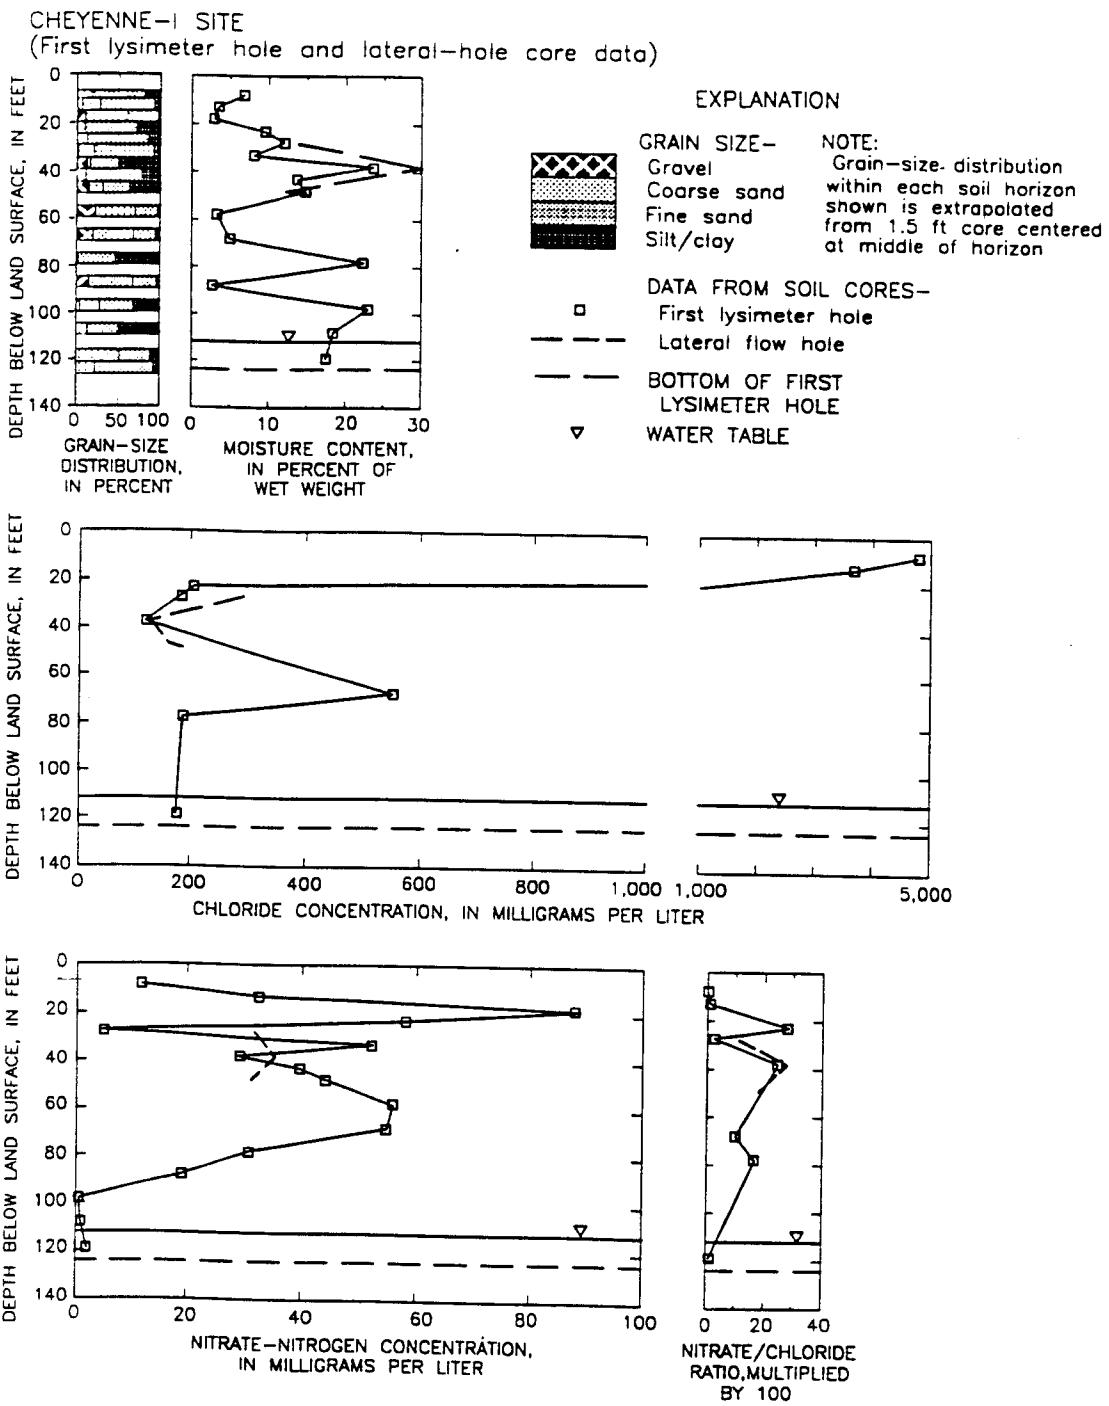 CHEYENNE-I SITE
(First lysimeter hole and lateral-hole core data)
DEPTH BELOW LAND SURFACE, IN FEET
0
20
40
60
80
100
120
140
0 50 100
GRAIN-SIZE
DISTRIBUTION,
IN PERCENT
0 10 20 30
MOISTURE CONTENT,
IN PERCENT OF
WET WEIGHT
EXPLANATION
GRAIN SIZE-
Gravel
Coarse sand
Fine sand
Silt/clay
NOTE:
Grain-size distribution
within each soil horizon
shown is extrapolated
from 1.5 ft core centered
at middle of horizon
DATA FROM SOIL CORES-
First lysimeter hole
Lateral flow hole
BOTTOM OF FIRST
LYSIMETER HOLE
WATER TABLE
DEPTH BELOW LAND SURFACE, IN FEET
0
20
40
60
80
100
120
140
0 200 400 600 800 1,000 1,000 5,000
CHLORIDE CONCENTRATION, IN MILLIGRAMS PER LITER
DEPTH BELOW LAND SURFACE, IN FEET
0
20
40
60
80
100
120
140
0 20 40 60 80 100
NITRATE-NITROGEN CONCENTRATION,
IN MILLIGRAMS PER LITER
0 20 40
NITRATE/CHLORIDE
RATIO,MULTIPLIED
BY 100